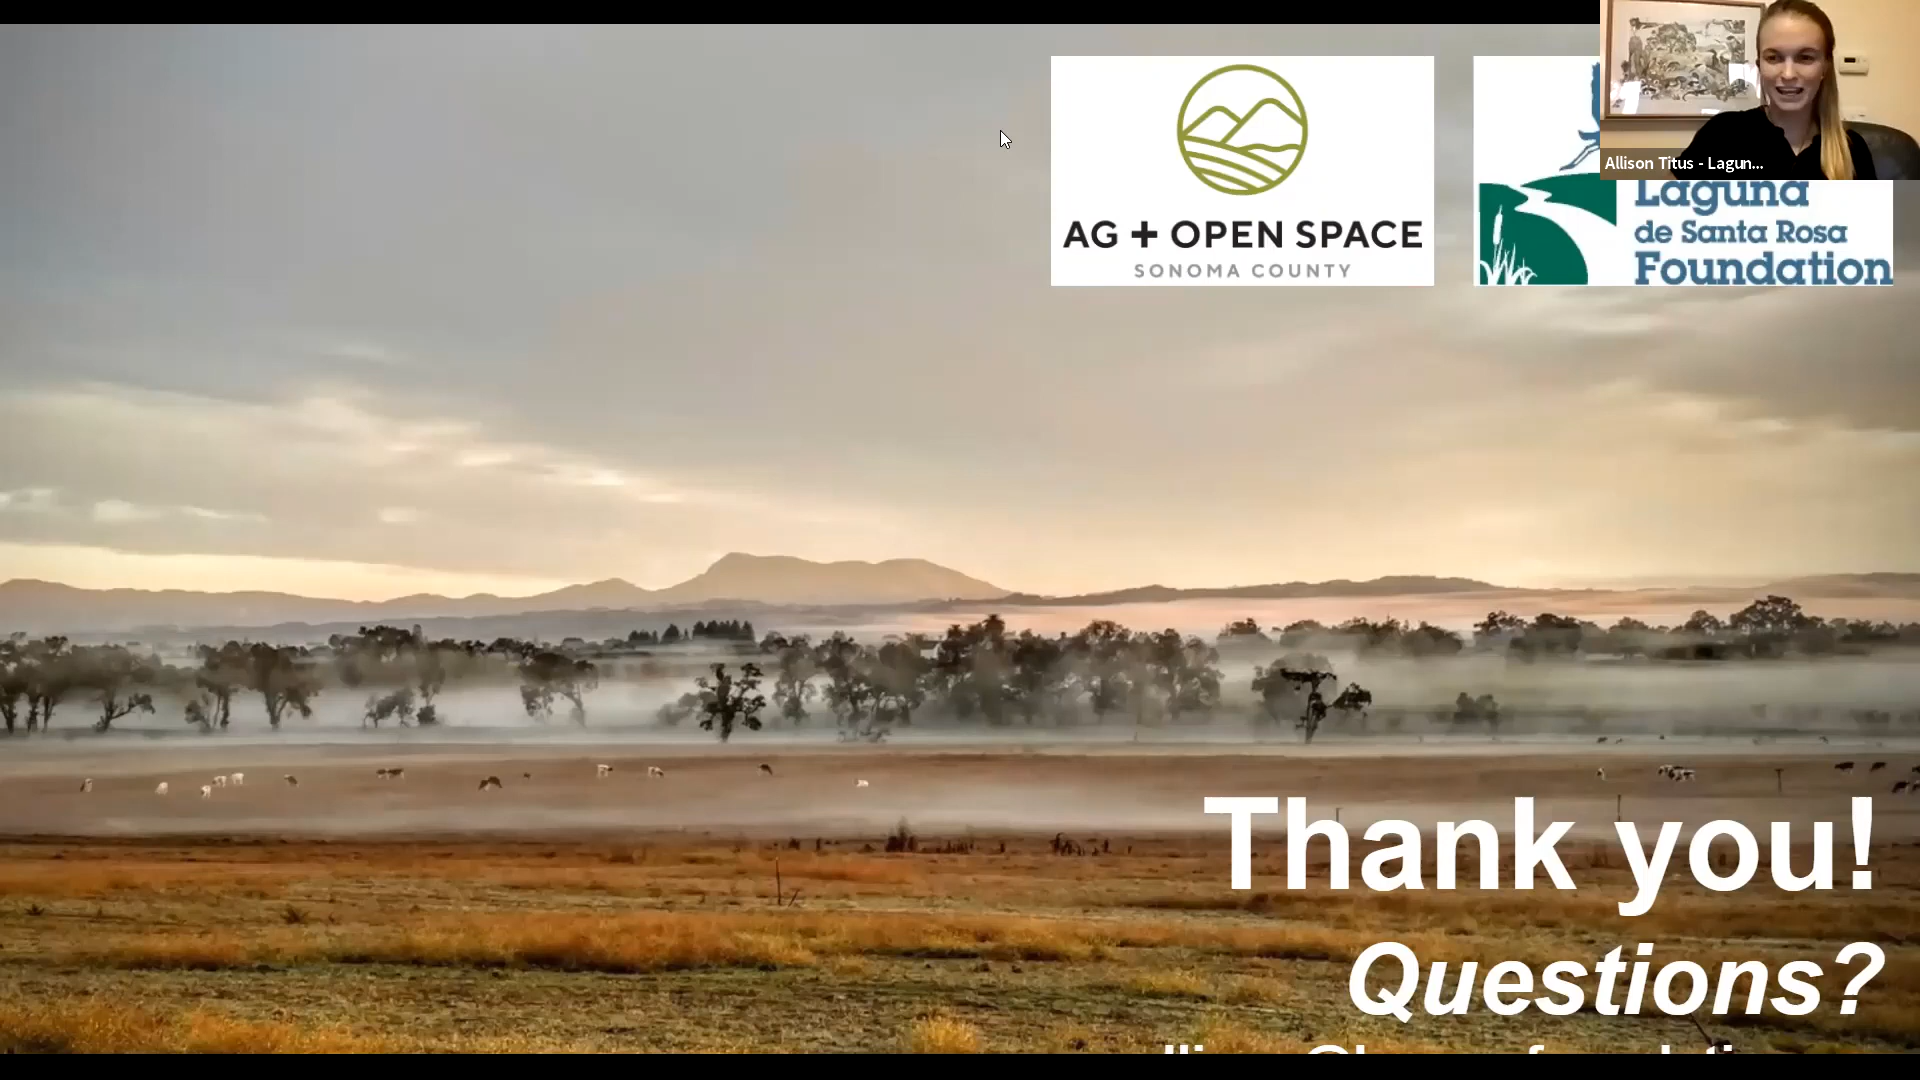 AG + OPEN SPACE
SONOMA COUNTY
Allison Titus - Lagun...
Laguna
de Santa Rosa
Foundation
Thank you!
Questions?